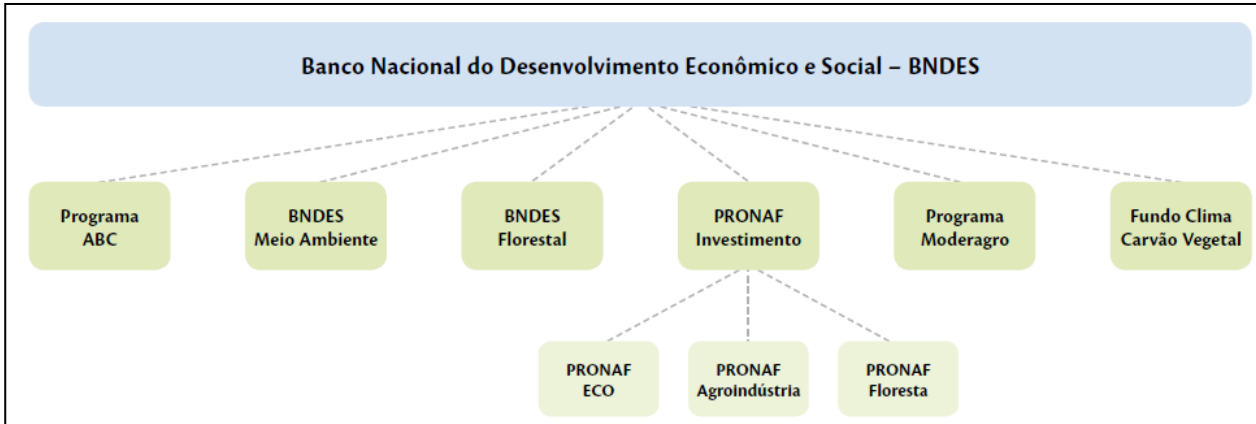 Banco Nacional do Desenvolvimento Econômico e Social – BNDES
Programa
ABC
BNDES
Meio Ambiente
BNDES
Florestal
PRONAF
Investimento
Programa
Moderagro
Fundo Clima
Carvão Vegetal
PRONAF
ECO
PRONAF
Agroindústria
PRONAF
Floresta